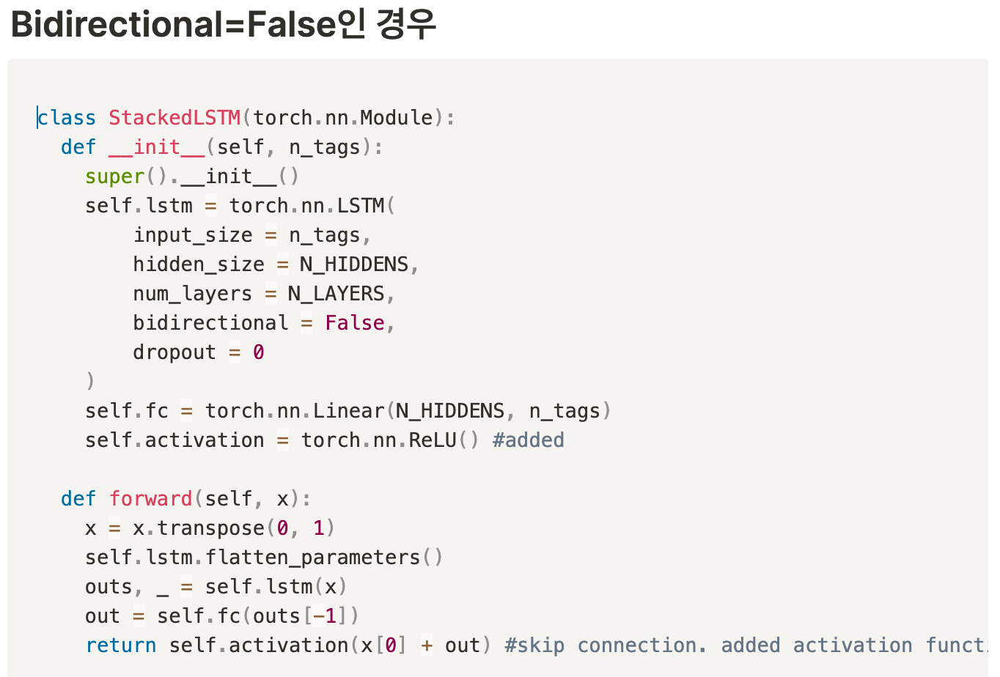 Bidirectional=False인 경우
class StackedLSTM(torch.nn.Module):
  def __init__(self, n_tags):
    super().__init__()
    self.lstm = torch.nn.LSTM(
        input_size = n_tags,
        hidden_size = N_HIDDENS,
        num_layers = N_LAYERS,
        bidirectional = False,
        dropout = 0
    )
    self.fc = torch.nn.Linear(N_HIDDENS, n_tags)
    self.activation = torch.nn.ReLU() #added
  def forward(self, x):
    x = x.transpose(0, 1)
    self.lstm.flatten_parameters()
    outs, _ = self.lstm(x)
    out = self.fc(outs[-1])
    return self.activation(x[0] + out) #skip connection. added activation functi